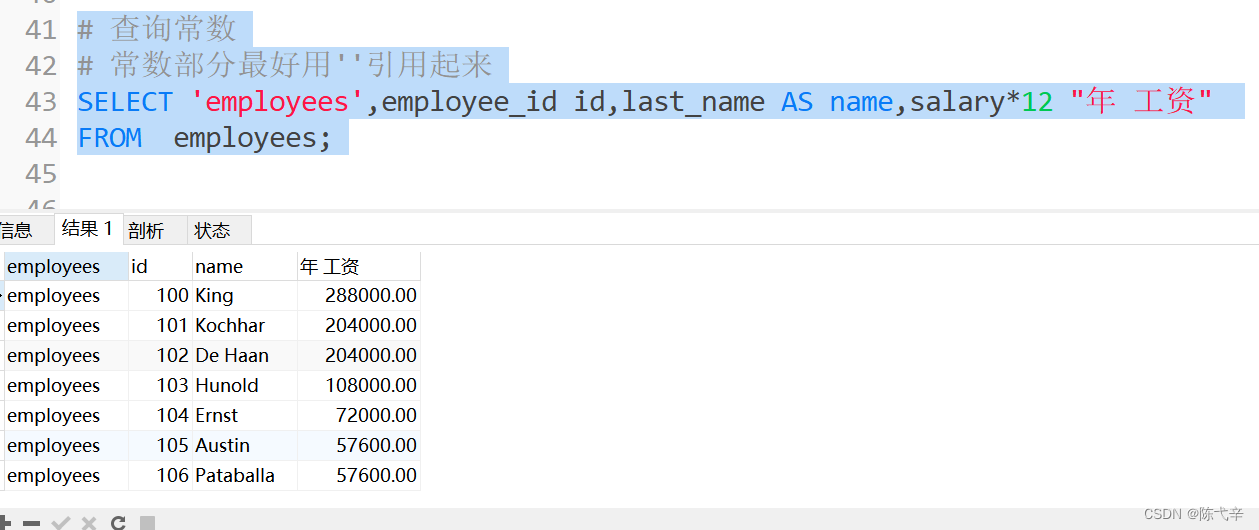 41 # 查询常数
42 # 常数部分最好用''引用起来
43 SELECT 'employees',employee_id id,last_name AS name,salary*12 "年 工资"
44 FROM  employees;
45
信息 结果 1 剖析 状态
employees id name 年 工资
employees 100 King 288000.00
employees 101 Kochhar 204000.00
employees 102 De Haan 204000.00
employees 103 Hunold 108000.00
employees 104 Ernst 72000.00
employees 105 Austin 57600.00
employees 106 Pataballa 57600.00
CSDN @陈弋辛